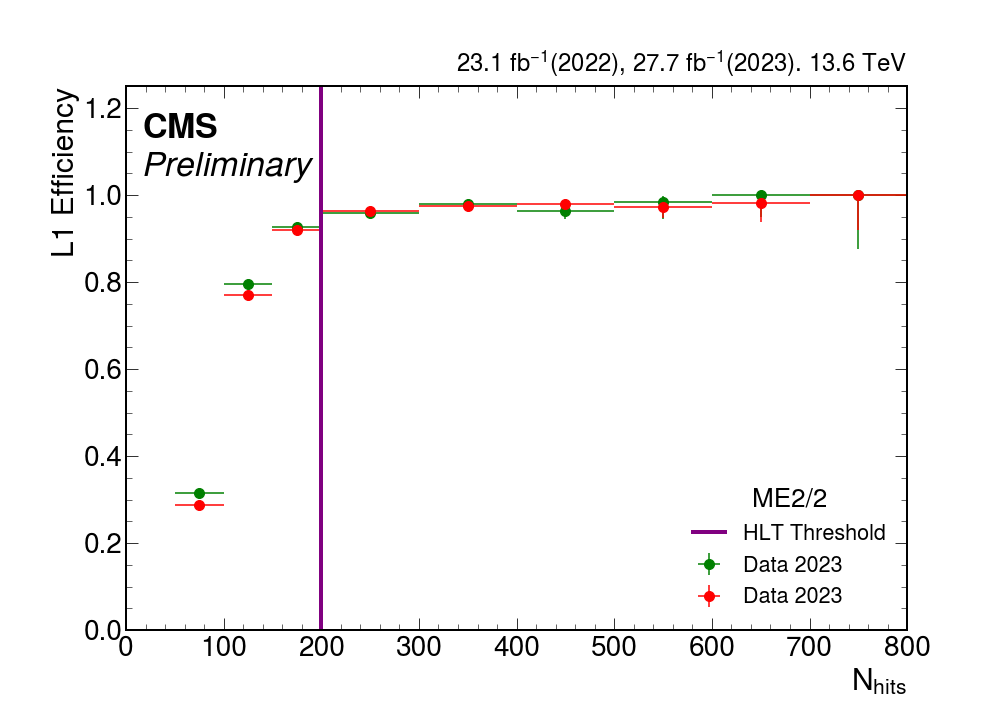 23.1 fb⁻¹(2022), 27.7 fb⁻¹(2023). 13.6 TeV
CMS
Preliminary
L1 Efficiency
1.2
1.0
0.8
0.6
0.4
0.2
0.0
ME2/2
HLT Threshold
Data 2023
Data 2023
0 100 200 300 400 500 600 700 800
N_hits